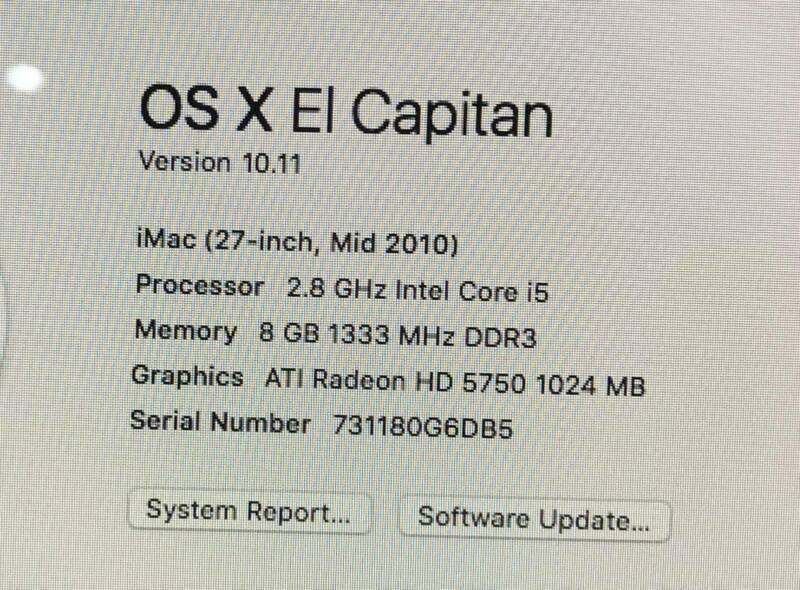 OS X El Capitan
Version 10.11
iMac (27-inch, Mid 2010)
Processor 2.8 GHz Intel Core i5
Memory 8 GB 1333 MHz DDR3
Graphics ATI Radeon HD 5750 1024 MB
Serial Number 731180G6DB5
System Report... Software Update...